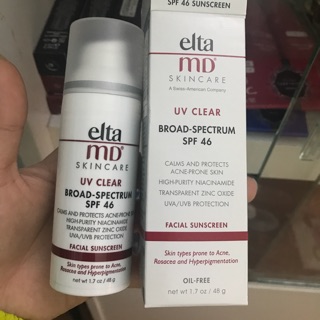 SPF 46 SUNSCREEN
elta
MD
SKINCARE
UV CLEAR
BROAD-SPECTRUM
SPF 46
CALMS AND PROTECTS ACNE-PRONE
HIGH-PURITY NIACINAMIDE
TRANSPARENT ZINC OXIDE
UVA/UVB PROTECTION
FACIAL SUNSCREEN
Skin types prone to Acne,
Rosacea and Hyperpigmentation
net wt 1.7 oz / 48 g
elta
MD®
SKINCARE
A Swiss-American Company
UV CLEAR
BROAD-SPECTRUM
SPF 46
CALMS AND PROTECTS
ACNE-PRONE SKIN
HIGH-PURITY NIACINAMIDE
TRANSPARENT ZINC OXIDE
UVA/UVB PROTECTION
FACIAL SUNSCREEN
Skin types prone to Acne,
Rosacea and Hyperpigmentation
OIL-FREE
net wt 1.7 oz / 48 g